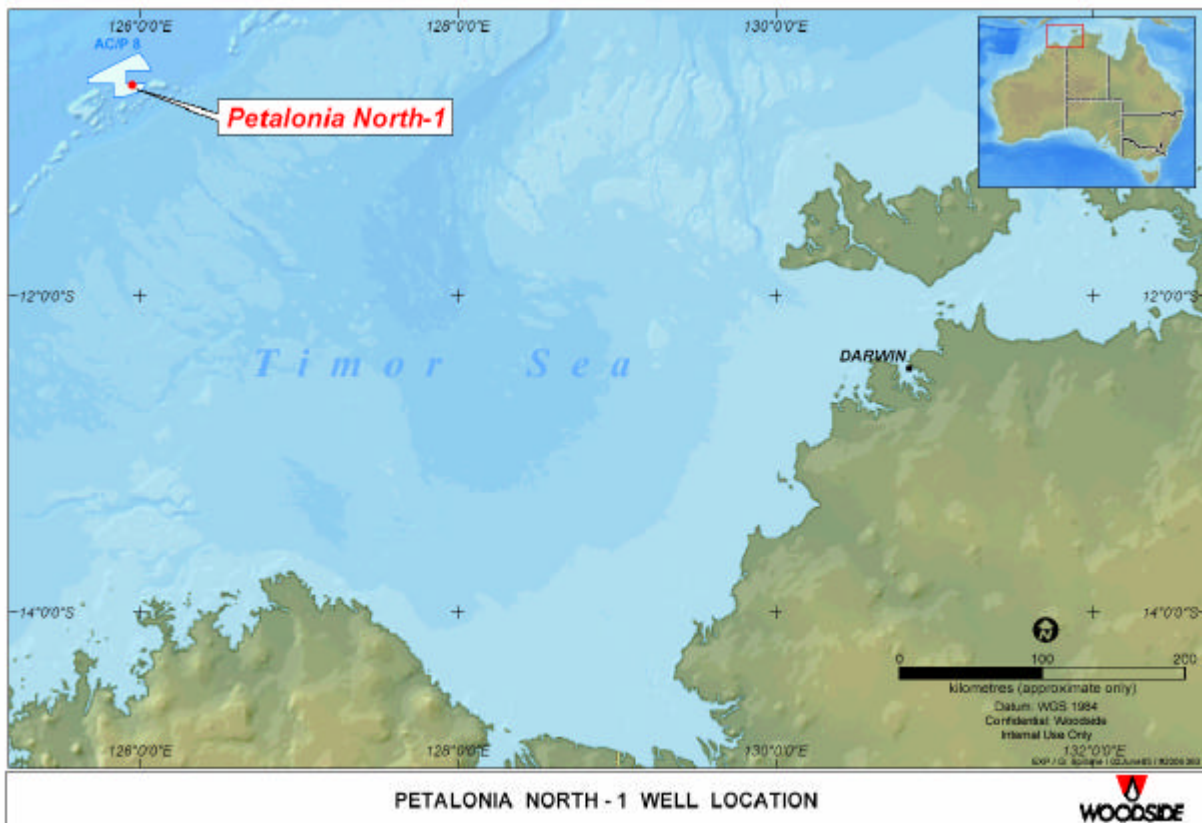 126°0'0"E
128°0'0"E
130°0'0"E
AC/P 8
Petalonia North-1
12°0'0"S
12°0'0"S
Timor Sea
DARWIN
14°0'0"S
14°0'0"S
N
0 100 200
kilometres (approximate only)
Datum: WGS 1984
Confidential: Woodside
Internal Use Only
126°0'0"E
128°0'0"E
130°0'0"E
132°0'0"E
PETALONIA NORTH - 1 WELL LOCATION
WOODSIDE